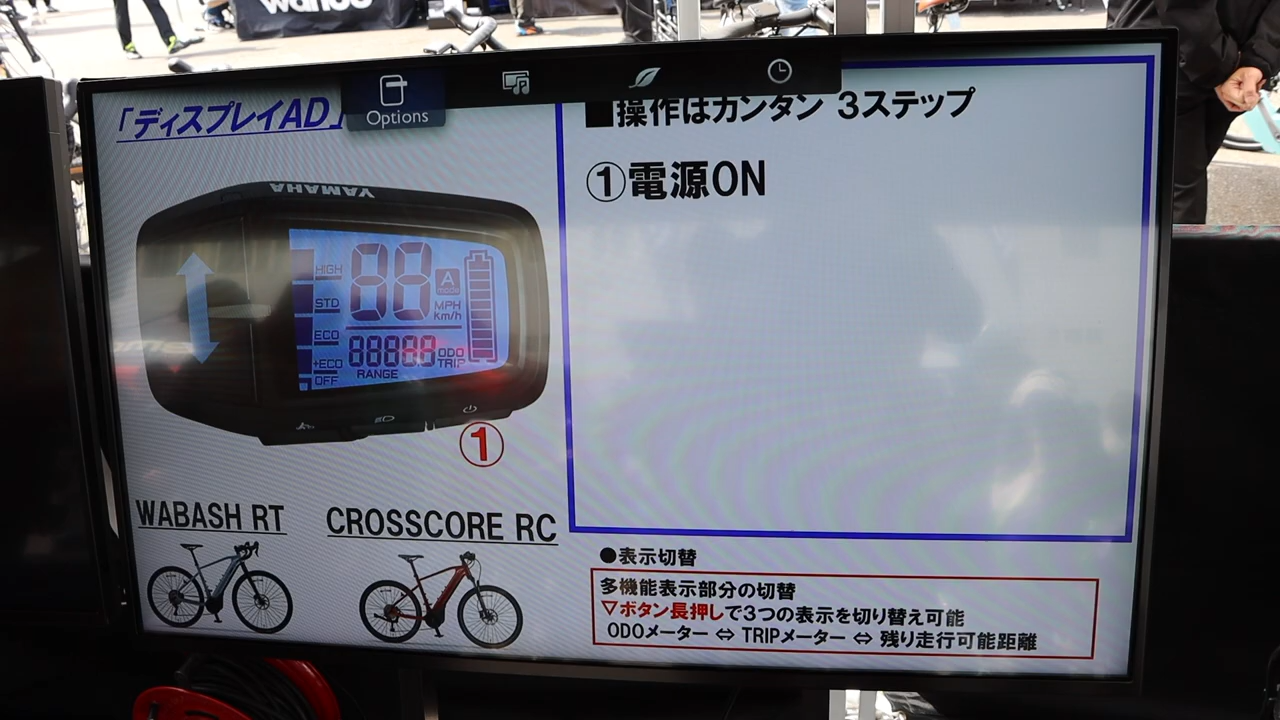 wahoo
Options
「ディスプレイAD」
YAMAHA
HIGH
STD
ECO
+ECO
OFF
88
A
mode
MPH
km/h
88888
ODO
TRIP
RANGE
①
WABASH RT
CROSSCORE RC
■操作はカンタン 3ステップ
①電源ON
●表示切替
多機能表示部分の切替
▽ボタン長押しで3つの表示を切り替え可能
ODOメーター ⇔ TRIPメーター ⇔ 残り走行可能距離